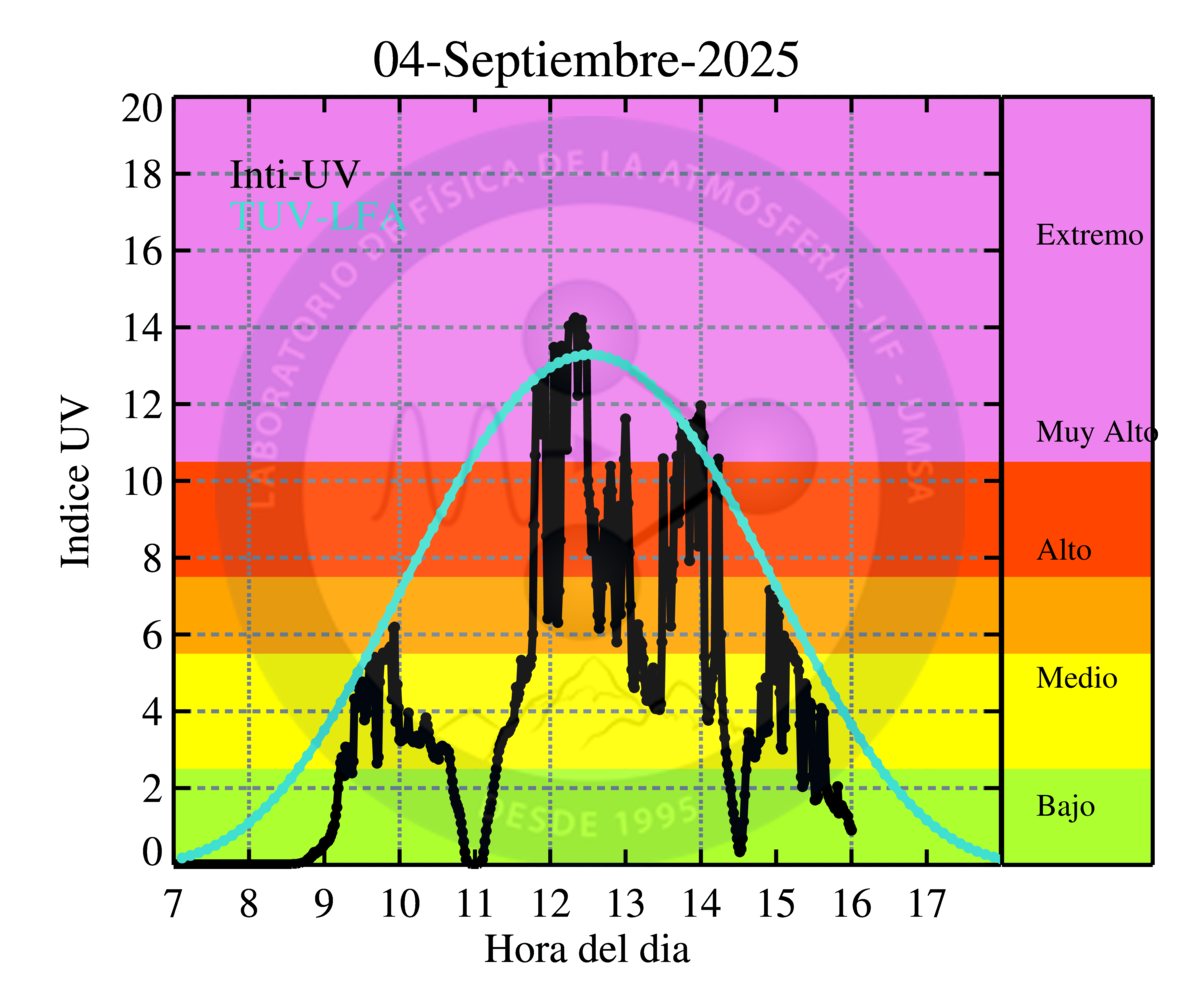 04-Septiembre-2025
20
18
16
14
12
10
8
6
4
2
0
Indice UV
Inti-UV
TUV-LFA
LABORATORIO DE FÍSICA DE LA ATMÓSFERA - IIF - UMSA
DESDE 1995
Extremo
Muy Alto
Alto
Medio
Bajo
7 8 9 10 11 12 13 14 15 16 17
Hora del dia